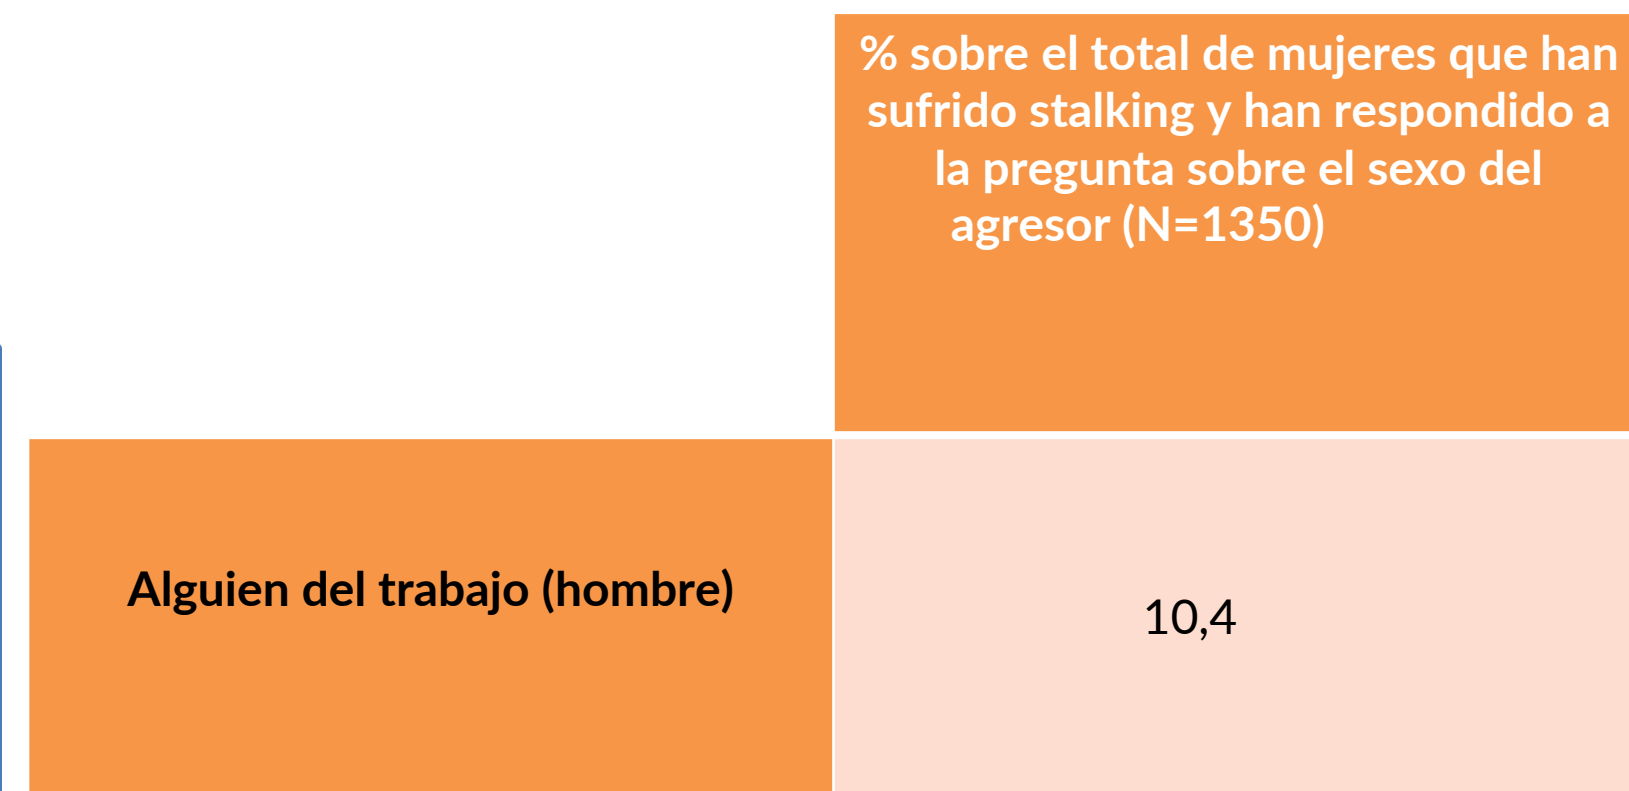 % sobre el total de mujeres que han
sufrido stalking y han respondido a
la pregunta sobre el sexo del
agresor (N=1350)
Alguien del trabajo (hombre)
10,4